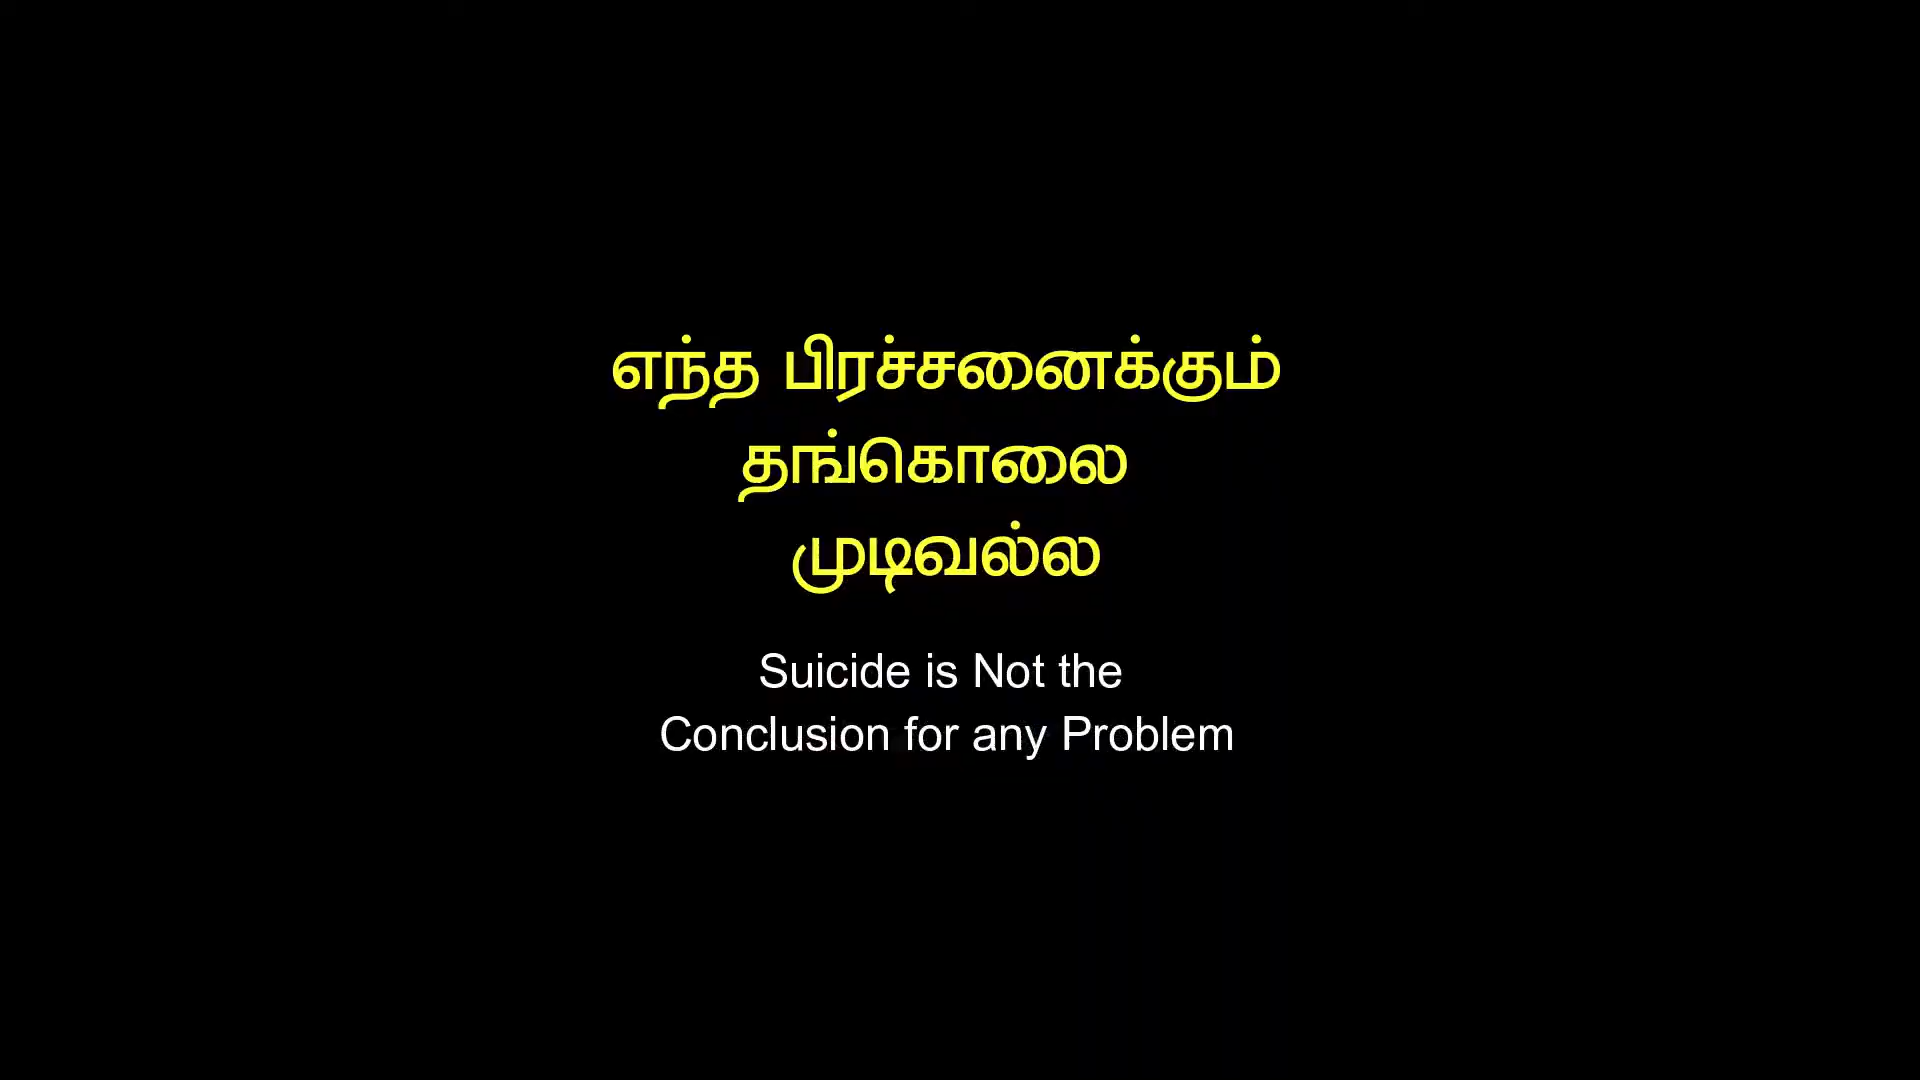 எந்த பிரச்சனைக்கும்
தங்கொலை
முடிவல்ல
Suicide is Not the
Conclusion for any Problem